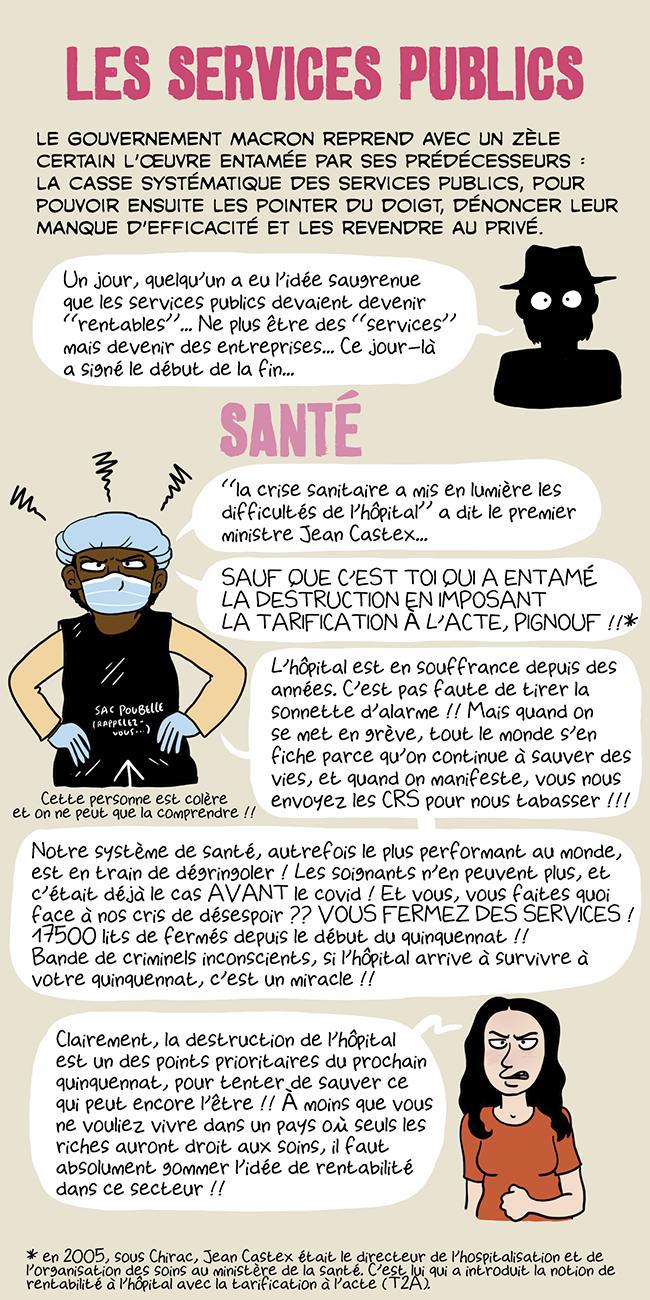 LES SERVICES PUBLICS
LE GOUVERNEMENT MACRON REPREND AVEC UN ZÈLE
CERTAIN L'ŒUVRE ENTAMÉE PAR SES PRÉDÉCESSEURS :
LA CASSE SYSTÉMATIQUE DES SERVICES PUBLICS, POUR
POUVOIR ENSUITE LES POINTER DU DOIGT, DÉNONCER LEUR
MANQUE D'EFFICACITÉ ET LES REVENDRE AU PRIVÉ.
Un jour, quelqu'un a eu l'idée saugrenue
que les services publics devaient devenir
"rentables"... Ne plus être des "services"
mais devenir des entreprises... Ce jour-là
a signé le début de la fin...
SANTÉ
"la crise sanitaire a mis en lumière les
difficultés de l'hôpital" a dit le premier
ministre Jean Castex...
SAUF QUE C'EST TOI QUI A ENTAMÉ
LA DESTRUCTION EN IMPOSANT
LA TARIFICATION À L'ACTE, PIGNOUF !!*
SAC POUBELLE
(RAPPELEZ-
VOUS...)
Cette personne est colère
et on ne peut que la comprendre !!
L'hôpital est en souffrance depuis des
années. C'est pas faute de tirer la
sonnette d'alarme !! Mais quand on
se met en grève, tout le monde s'en
fiche parce qu'on continue à sauver des
vies, et quand on manifeste, vous nous
envoyez les CRS pour nous tabasser !!!
Notre système de santé, autrefois le plus performant au monde,
est en train de dégringoler ! Les soignants n'en peuvent plus, et
c'était déjà le cas AVANT le covid ! Et vous, vous faites quoi
face à nos cris de désespoir ?? VOUS FERMEZ DES SERVICES !
17500 lits de fermés depuis le début du quinquennat !!
Bande de criminels inconscients, si l'hôpital arrive à survivre à
votre quinquennat, c'est un miracle !!
Clairement, la destruction de l'hôpital
est un des points prioritaires du prochain
quinquennat, pour tenter de sauver ce
qui peut encore l'être !! À moins que vous
ne vouliez vivre dans un pays où seuls les
riches auront droit aux soins, il faut
absolument gommer l'idée de rentabilité
dans ce secteur !!
* en 2005, sous Chirac, Jean Castex était le directeur de l'hospitalisation et de
l'organisation des soins au ministère de la santé. C'est lui qui a introduit la notion de
rentabilité à l'hôpital avec la tarification à l'acte (T2A).